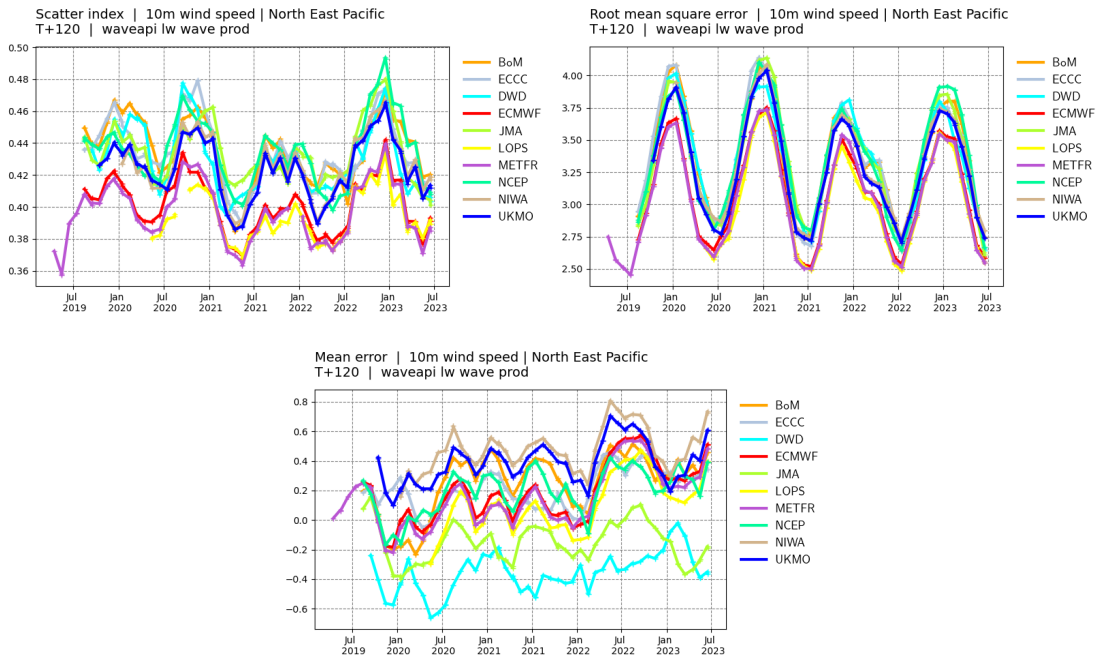 Scatter index | 10m wind speed | North East Pacific
T+120 | waveapi lw wave prod
0.50
0.48
0.46
0.44
0.42
0.40
0.38
0.36
Jul 2019
Jan 2020
Jul 2020
Jan 2021
Jul 2021
Jan 2022
Jul 2022
Jan 2023
Jul 2023
BoM
ECCC
DWD
ECMWF
JMA
LOPS
METFR
NCEP
NIWA
UKMO
Root mean square error | 10m wind speed | North East Pacific
T+120 | waveapi lw wave prod
4.00
3.75
3.50
3.25
3.00
2.75
2.50
Jul 2019
Jan 2020
Jul 2020
Jan 2021
Jul 2021
Jan 2022
Jul 2022
Jan 2023
Jul 2023
BoM
ECCC
DWD
ECMWF
JMA
LOPS
METFR
NCEP
NIWA
UKMO
Mean error | 10m wind speed | North East Pacific
T+120 | waveapi lw wave prod
0.8
0.6
0.4
0.2
0.0
−0.2
−0.4
−0.6
Jul 2019
Jan 2020
Jul 2020
Jan 2021
Jul 2021
Jan 2022
Jul 2022
Jan 2023
Jul 2023
BoM
ECCC
DWD
ECMWF
JMA
LOPS
METFR
NCEP
NIWA
UKMO